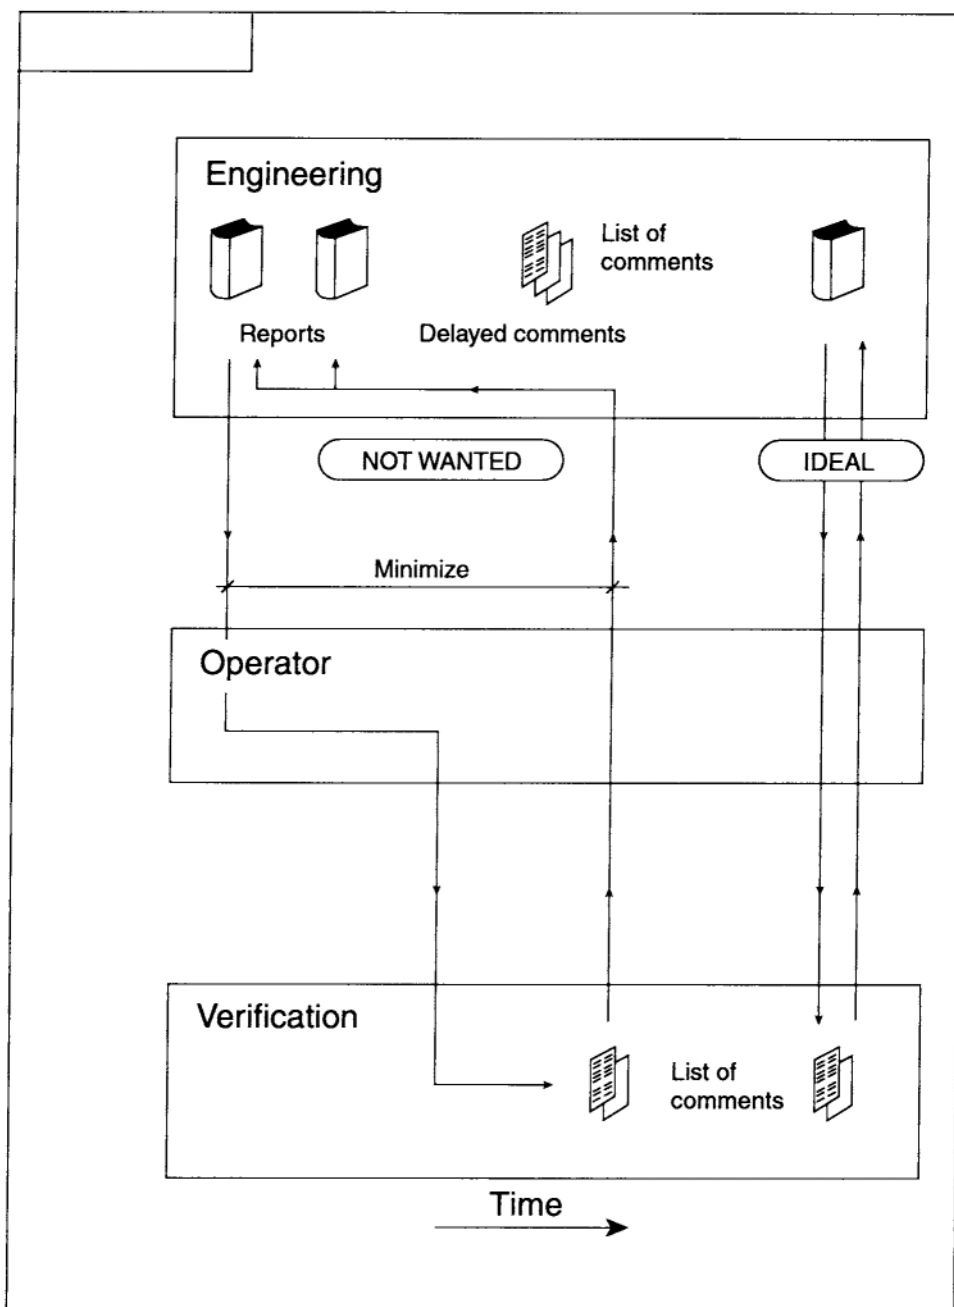 Engineering
List of
comments
Reports
Delayed comments
NOT WANTED
IDEAL
Minimize
Operator
Verification
List of
comments
Time